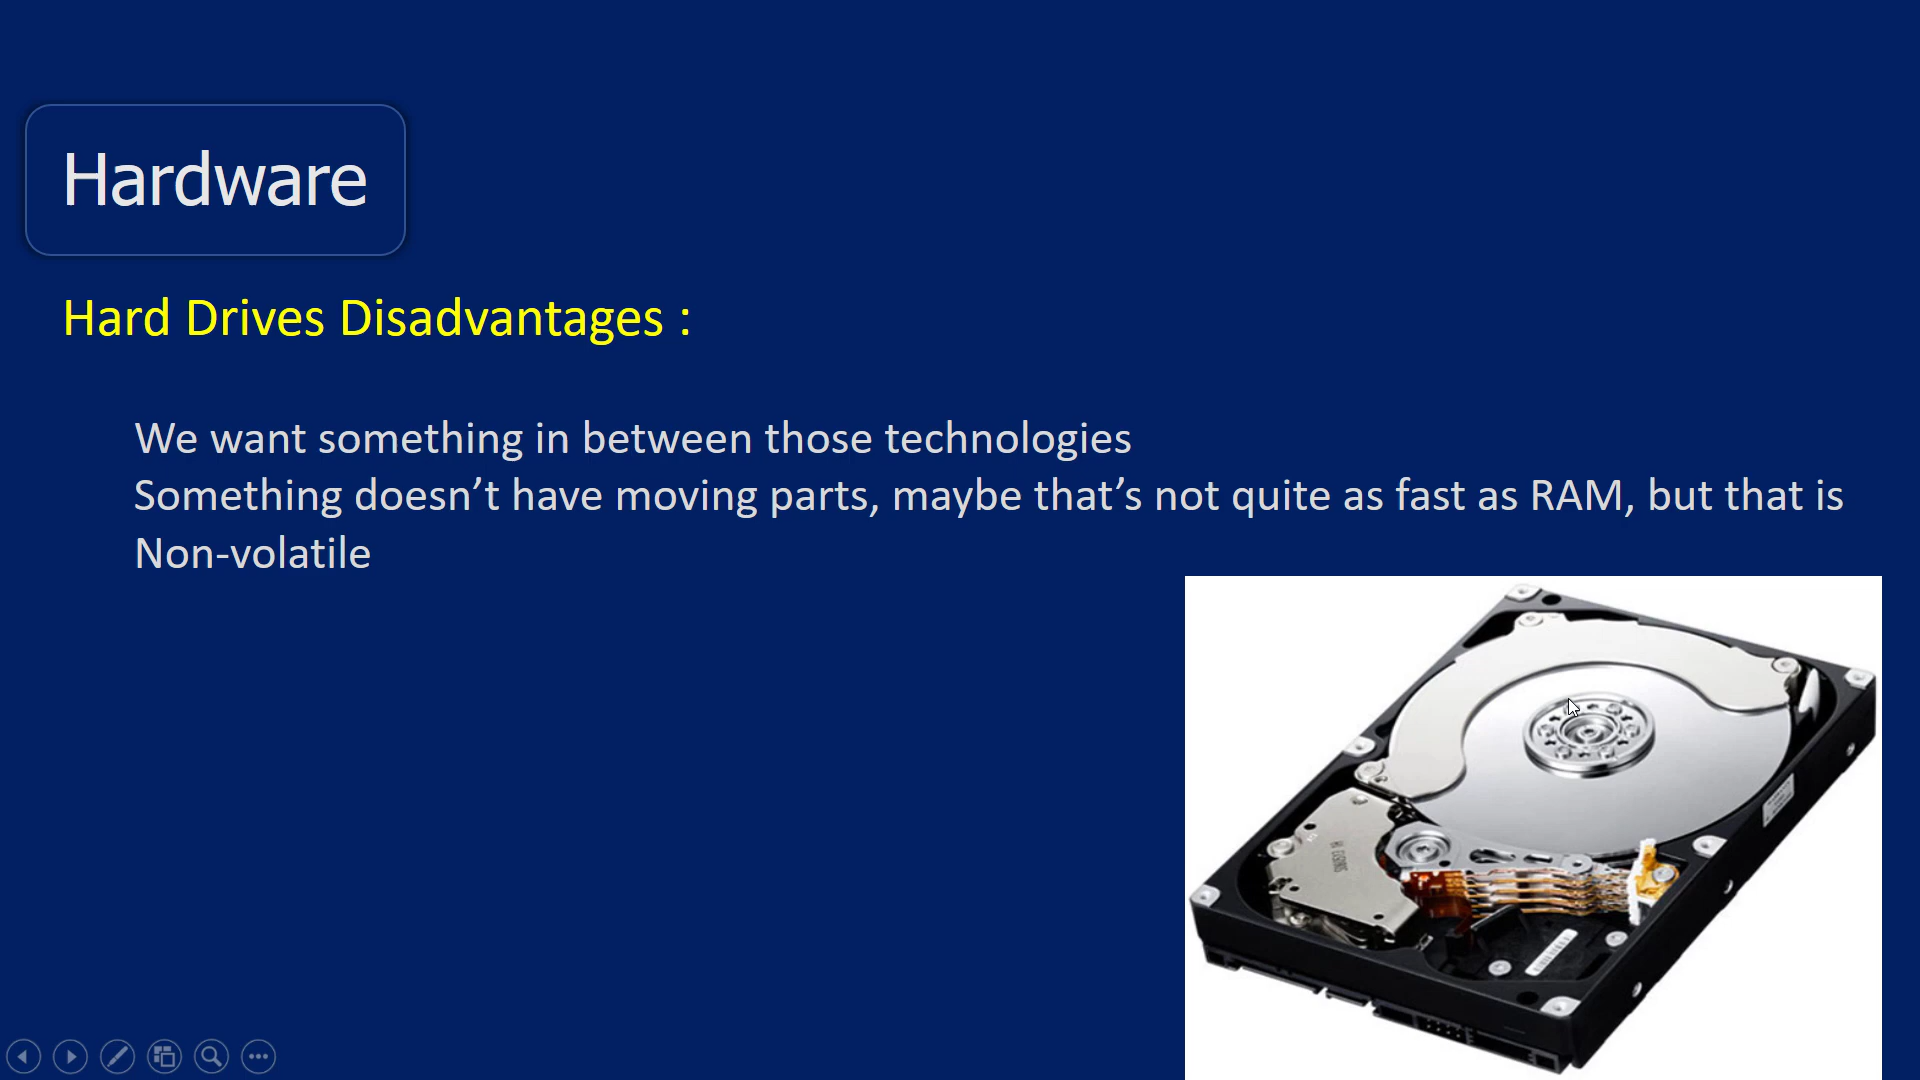 Hardware
Hard Drives Disadvantages :
We want something in between those technologies
Something doesn’t have moving parts, maybe that’s not quite as fast as RAM, but that is
Non-volatile